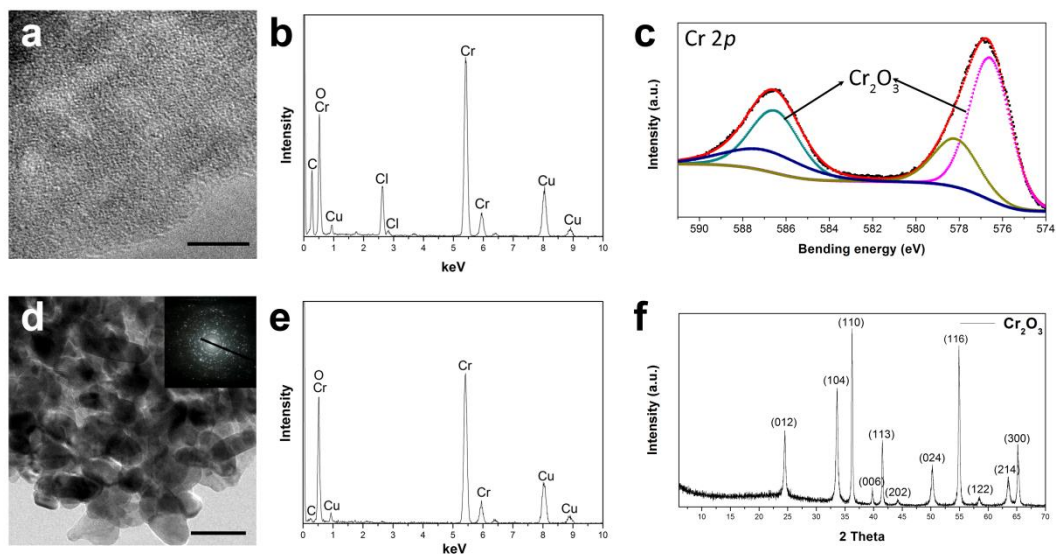 a
b
Intensity
C
O
Cr
Cu
Cl
Cl
Cr
Cr
Cu
Cu
0 1 2 3 4 5 6 7 8 9 10
keV
c
Cr 2p
Cr₂O₃
Intensity (a.u.)
590 588 586 584 582 580 578 576 574
Bending energy (eV)
d
e
Intensity
C
O
Cr
Cu
Cr
Cr
Cu
Cu
0 1 2 3 4 5 6 7 8 9 10
keV
f
Cr₂O₃
Intensity (a.u.)
(012)
(104)
(110)
(006)
(113)
(202)
(024)
(116)
(122)
(214)
(300)
10 15 20 25 30 35 40 45 50 55 60 65 70
2 Theta